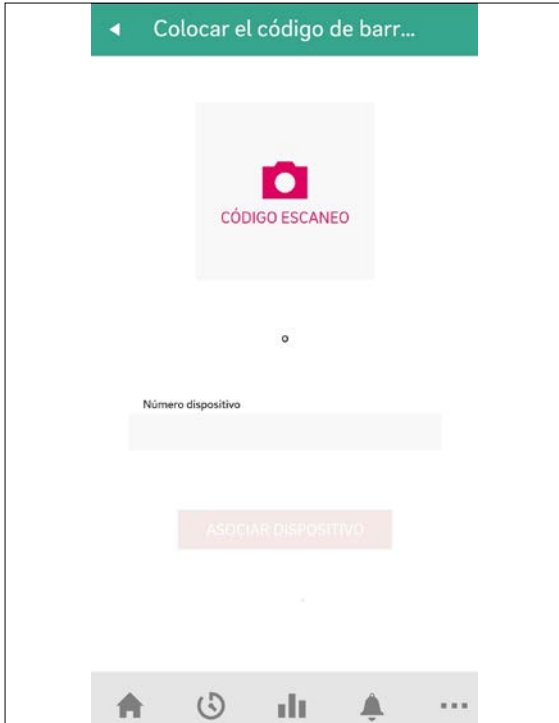 Colocar el código de barr...
CÓDIGO ESCANEO
o
Número dispositivo
ASOCIAR DISPOSITIVO